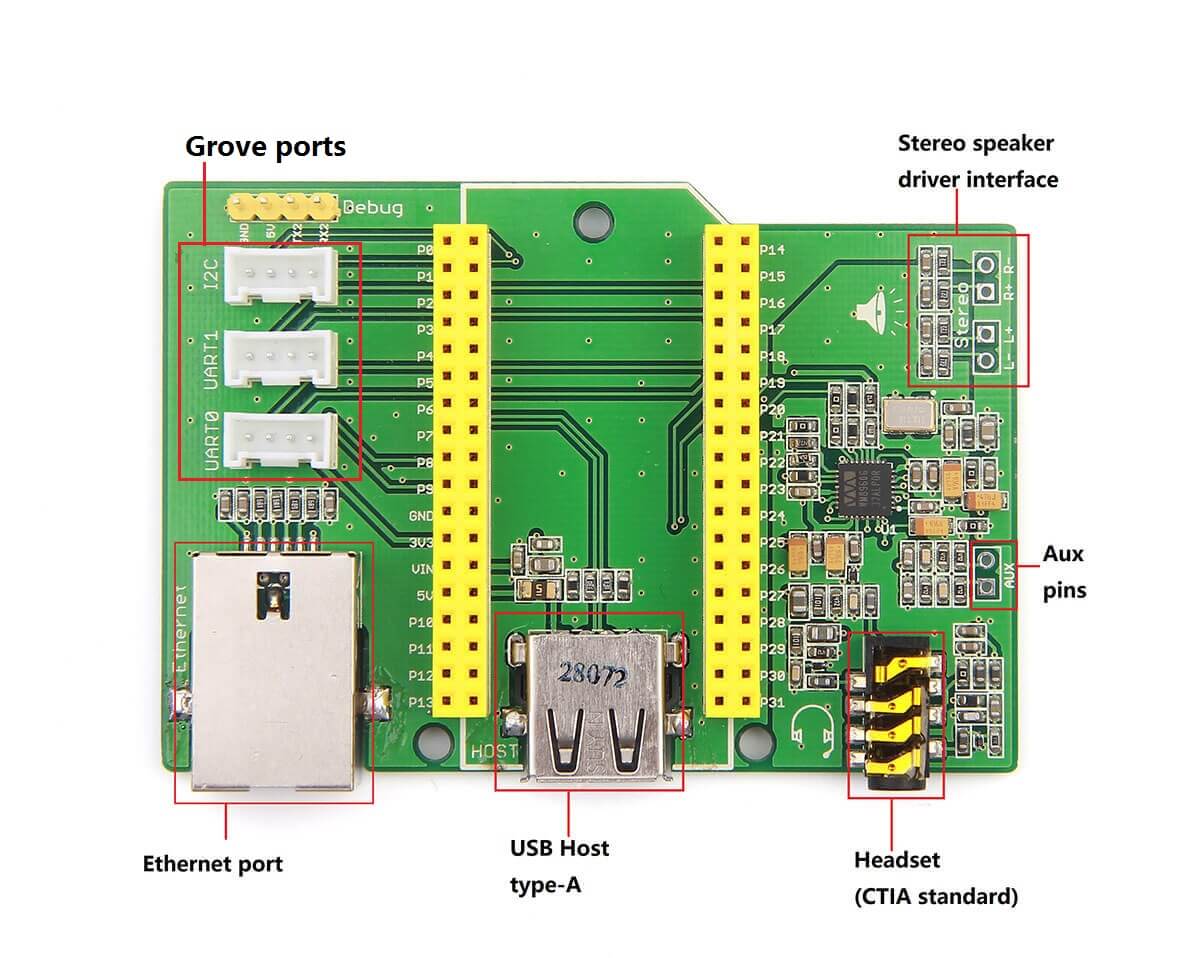 Grove ports
Stereo speaker
driver interface
Debug
GND
5V
TX2
RX2
I2C
UART1
UART0
P0
P1
P2
P3
P4
P5
P6
P7
P8
P9
GND
3V3
VIN
5V
P10
P11
P12
P13
P14
P15
P16
P17
P18
P19
P20
P21
P22
P23
P24
P25
P26
P27
P28
P29
P30
P31
Stereo
R-
R+
L+
L-
U1
AUX
Aux
pins
Ethernet
HOST
28072
Ethernet port
USB Host
type-A
Headset
(CTIA standard)